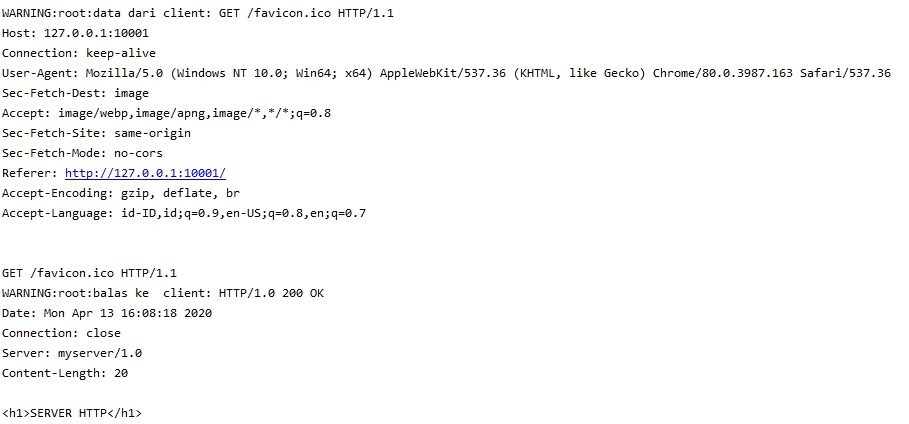 WARNING:root:data dari client: GET /favicon.ico HTTP/1.1
Host: 127.0.0.1:10001
Connection: keep-alive
User-Agent: Mozilla/5.0 (Windows NT 10.0; Win64; x64) AppleWebKit/537.36 (KHTML, like Gecko) Chrome/80.0.3987.163 Safari/537.36
Sec-Fetch-Dest: image
Accept: image/webp,image/apng,image/*,*/*;q=0.8
Sec-Fetch-Site: same-origin
Sec-Fetch-Mode: no-cors
Referer: http://127.0.0.1:10001/
Accept-Encoding: gzip, deflate, br
Accept-Language: id-ID,id;q=0.9,en-US;q=0.8,en;q=0.7
GET /favicon.ico HTTP/1.1
WARNING:root:balas ke  client: HTTP/1.0 200 OK
Date: Mon Apr 13 16:08:18 2020
Connection: close
Server: myserver/1.0
Content-Length: 20
<h1>SERVER HTTP</h1>